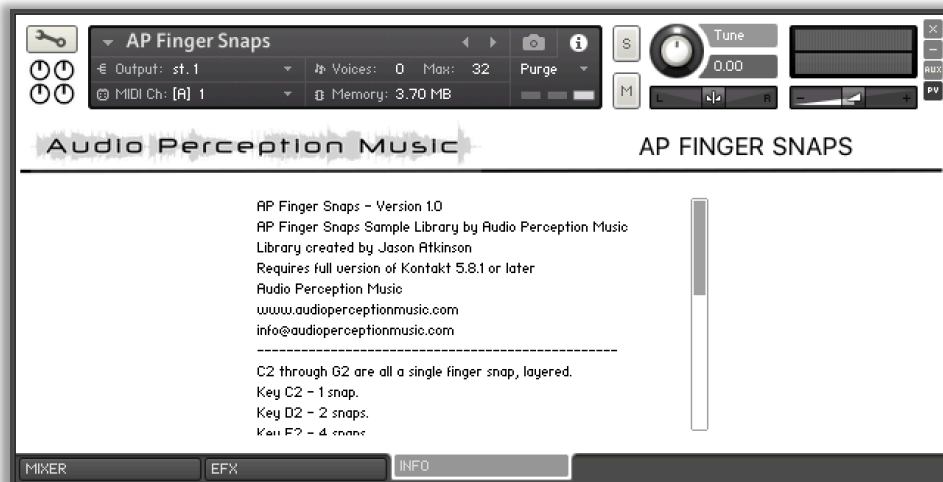 AP Finger Snaps
Output: st. 1
Voices: 0 Max: 32
Purge
MIDI Ch: [A] 1
Memory: 3.70 MB
S
M
Tune
0.00
L R
- +
x
-
AUX
PV
Audio Perception Music
AP FINGER SNAPS
AP Finger Snaps - Version 1.0
AP Finger Snaps Sample Library by Audio Perception Music
Library created by Jason Atkinson
Requires full version of Kontakt 5.8.1 or later
Audio Perception Music
www.audioperceptionmusic.com
info@audioperceptionmusic.com
-------------------------------------------------
C2 through G2 are all a single finger snap, layered.
Key C2 - 1 snap.
Key D2 - 2 snaps.
Key E2 - 4 snaps
MIXER
EFX
INFO